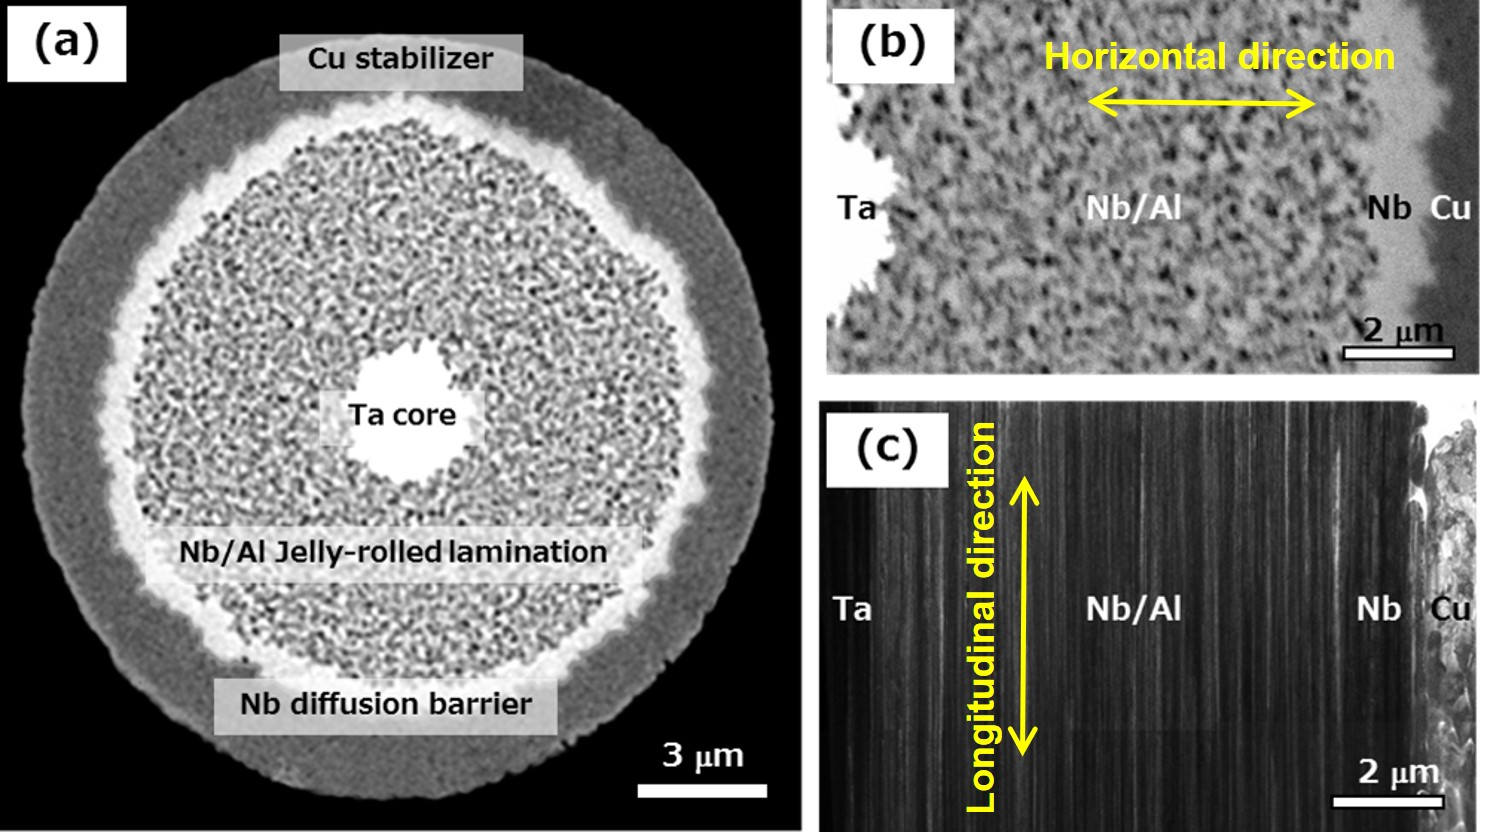 (a)
Cu stabilizer
Ta core
Nb/Al Jelly-rolled lamination
Nb diffusion barrier
3 μm
(b)
Horizontal direction
Ta
Nb/Al
Nb
Cu
2 μm
(c)
Longitudinal direction
Ta
Nb/Al
Nb
Cu
2 μm